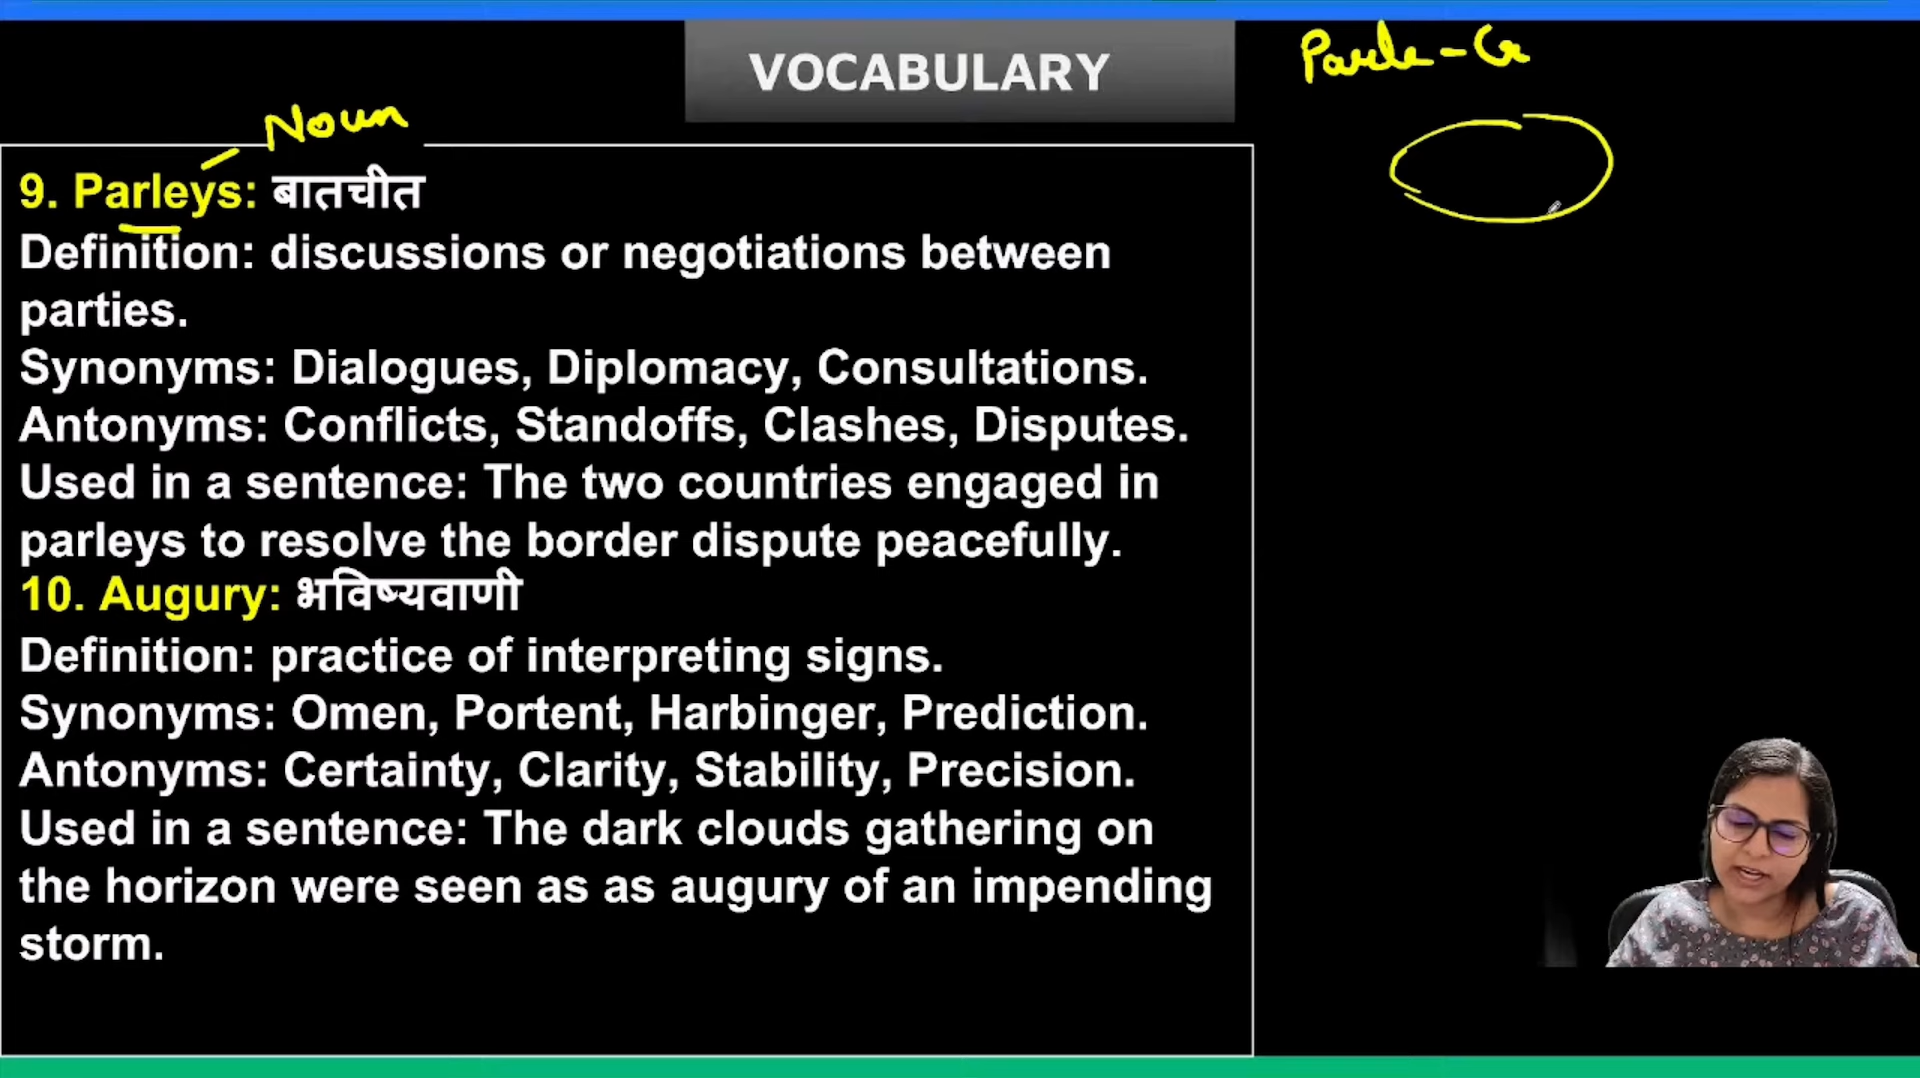 VOCABULARY
Parle-G
Noun
9. Parleys: बातचीत
Definition: discussions or negotiations between
parties.
Synonyms: Dialogues, Diplomacy, Consultations.
Antonyms: Conflicts, Standoffs, Clashes, Disputes.
Used in a sentence: The two countries engaged in
parleys to resolve the border dispute peacefully.
10. Augury: भविष्यवाणी
Definition: practice of interpreting signs.
Synonyms: Omen, Portent, Harbinger, Prediction.
Antonyms: Certainty, Clarity, Stability, Precision.
Used in a sentence: The dark clouds gathering on
the horizon were seen as as augury of an impending
storm.